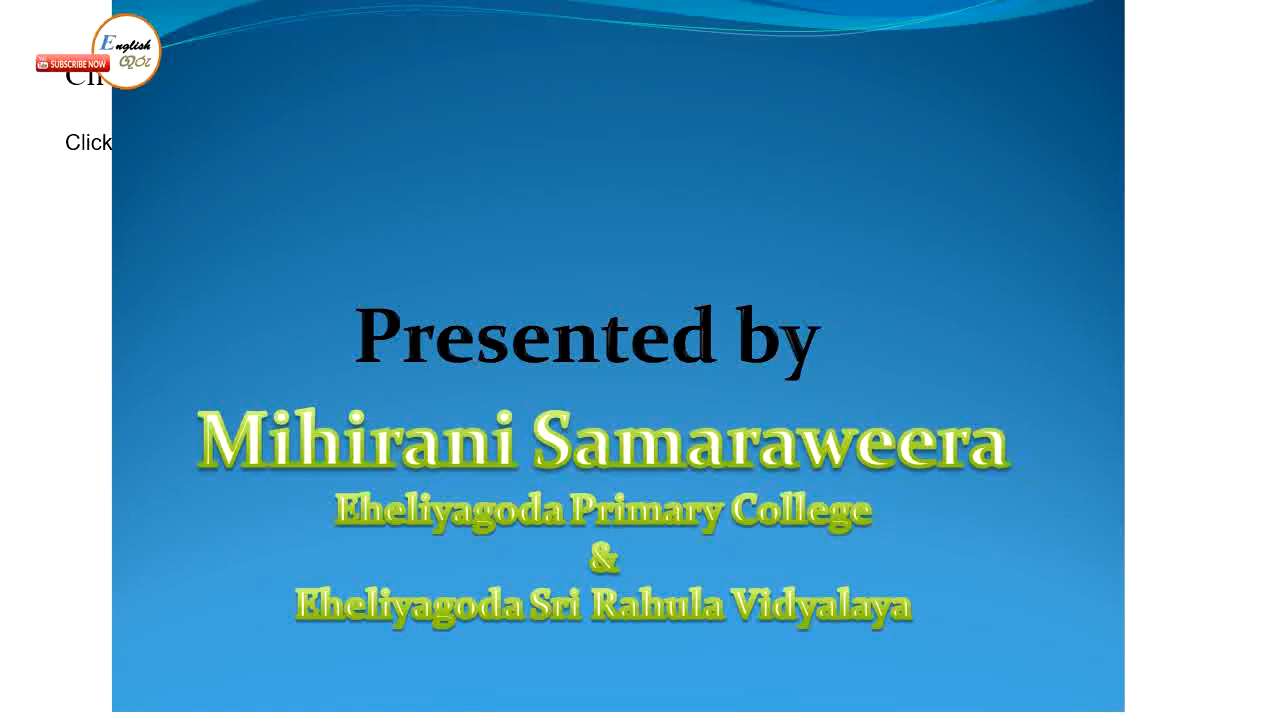 English
ගුරු
SUBSCRIBE NOW
Click
Presented by
Mihirani Samaraweera
Eheliyagoda Primary College
&
Eheliyagoda Sri Rahula Vidyalaya